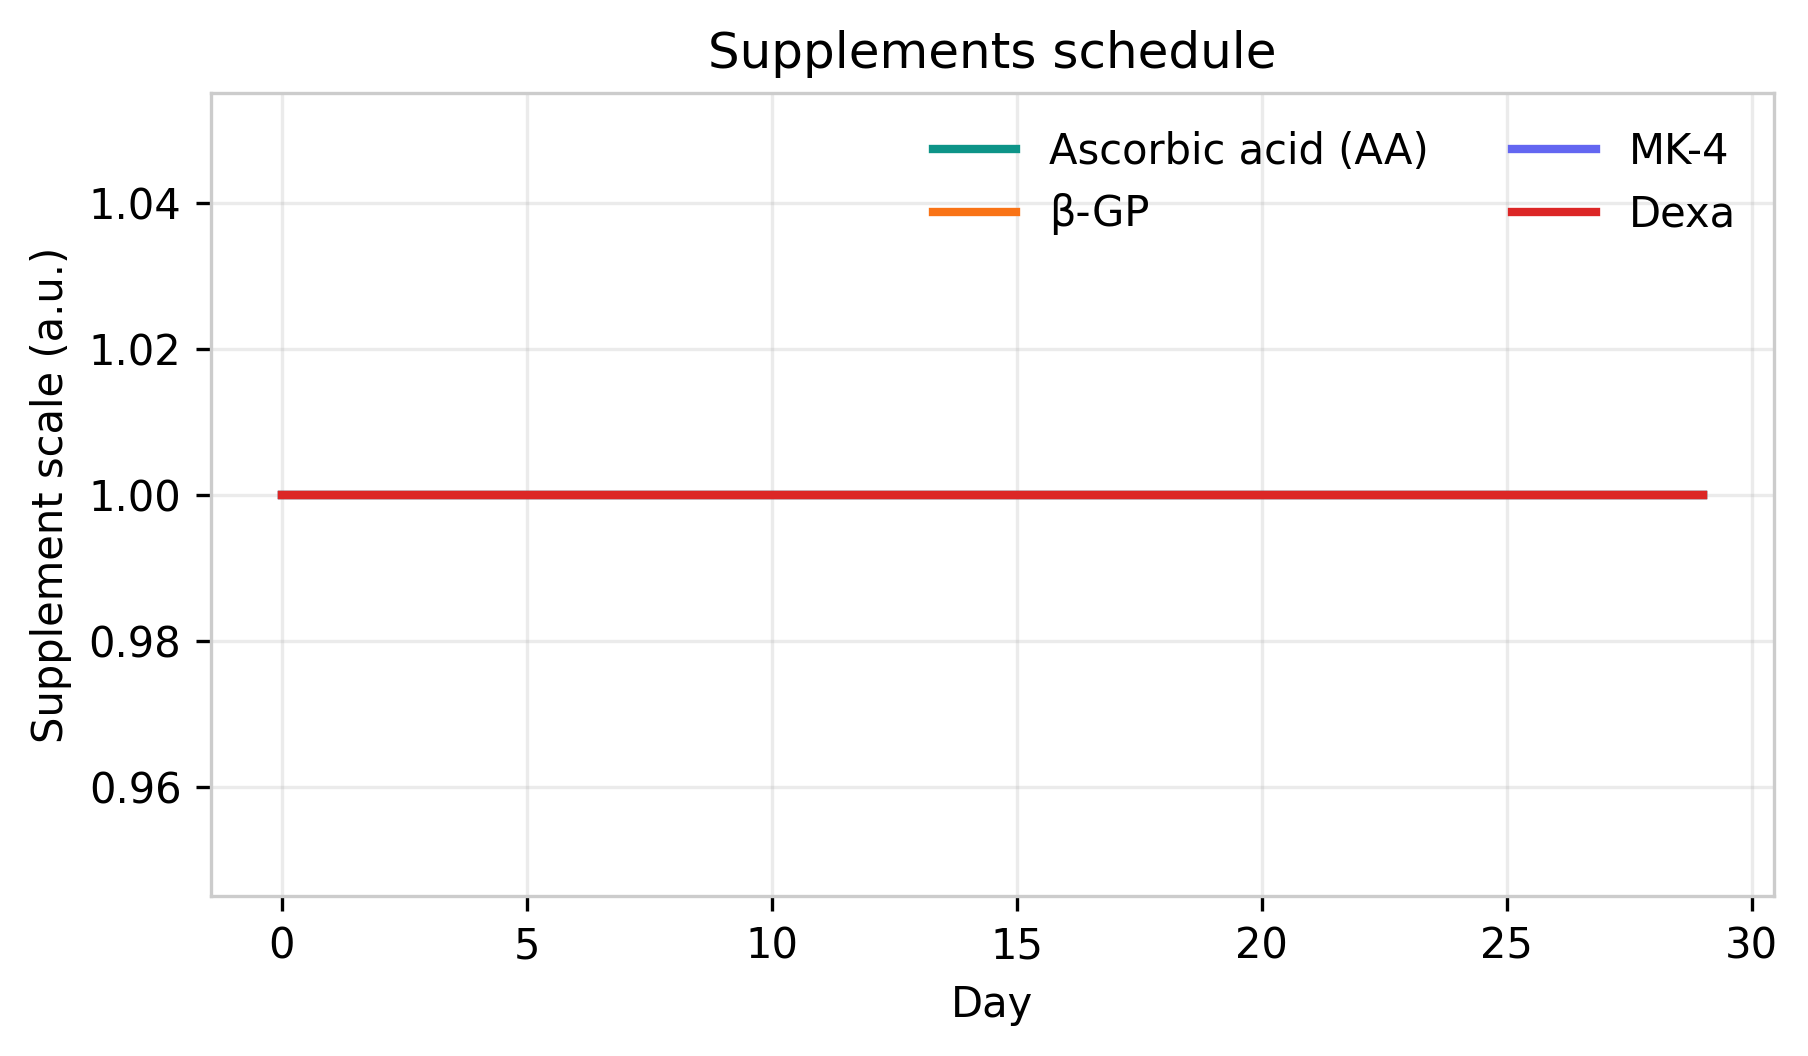 Supplements schedule
Ascorbic acid (AA)
β-GP
MK-4
Dexa
Supplement scale (a.u.)
1.04
1.02
1.00
0.98
0.96
0
5
10
15
20
25
30
Day